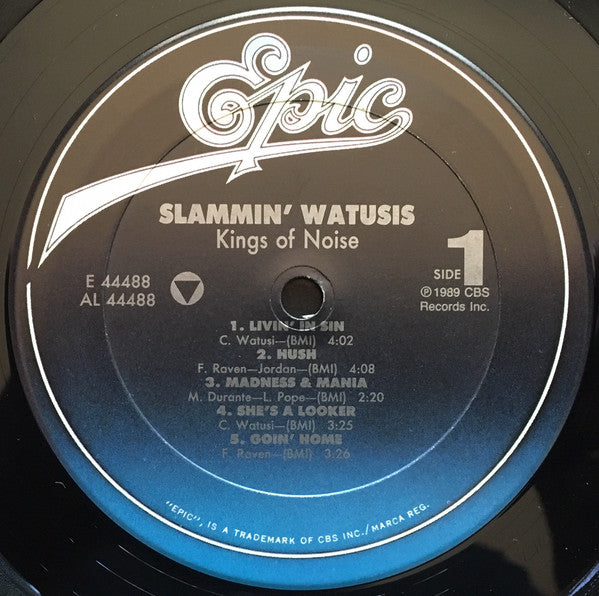 Epic
SLAMMIN' WATUSIS
Kings of Noise
E 44488
AL 44488
SIDE 1
℗ 1989 CBS
Records Inc.
1. LIVIN' IN SIN
C. Watusi—(BMI) 4:02
2. HUSH
F. Raven—Jordan—(BMI) 4:08
3. MADNESS & MANIA
M. Durante—L. Pope—(BMI) 2:20
4. SHE'S A LOOKER
C. Watusi—(BMI) 3:25
5. GOIN' HOME
F. Raven—(BMI) 3:26
"EPIC", IS A TRADEMARK OF CBS INC./MARCA REG.